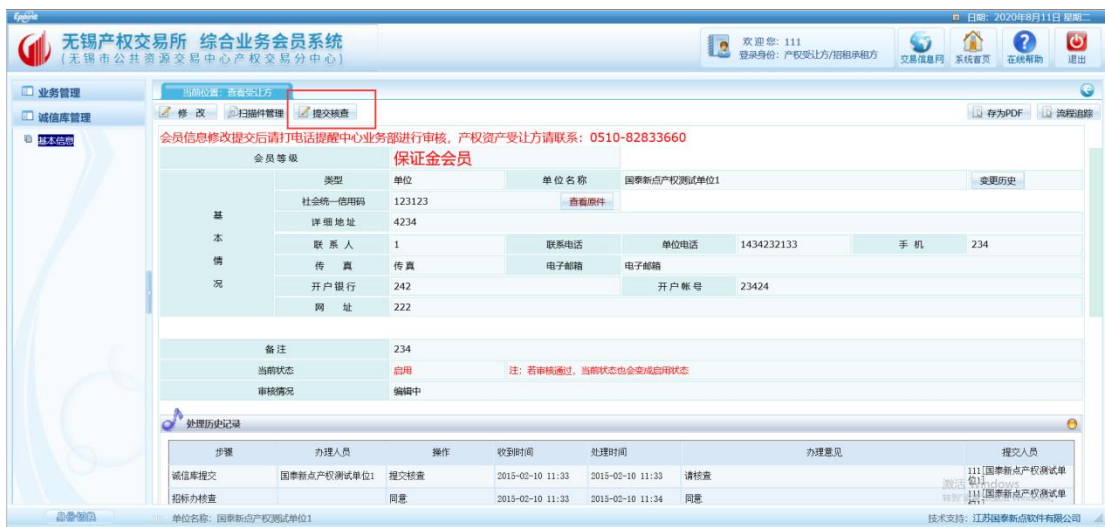 Epoint
日期: 2020年8月11日 星期二
无锡产权交易所 综合业务会员系统
(无锡市公共资源交易中心产权交易分中心)
欢迎您: 111
登录身份: 产权受让方/招租承租方
交易信息网 系统首页 在线帮助 退出
业务管理
诚信库管理
基本信息
当前位置: 查看受让方
修 改 扫描件管理 提交核查 存为PDF 流程追踪
会员信息修改提交后请打电话提醒中心业务部进行审核, 产权资产受让方请联系: 0510-82833660
会员等级 保证金会员
基本情况
类型 单位 单位名称 国泰新点产权测试单位1 变更历史
社会统一信用码 123123 查看原件
详细地址 4234
联 系 人 1 联系电话 单位电话 1434232133 手 机 234
传 真 传真 电子邮箱 电子邮箱
开户银行 242 开户帐号 23424
网 址 222
备注 234
当前状态 启用 注: 若审核通过, 当前状态也会变成启用状态
审核情况 编辑中
处理历史记录
步骤 办理人员 操作 收到时间 处理时间 办理意见 提交人员
诚信库提交 国泰新点产权测试单位1 提交核查 2015-02-10 11:33 2015-02-10 11:33 请核查 111[国泰新点产权测试单位1]
招标办核查 同意 2015-02-10 11:33 2015-02-10 11:34 同意 111[国泰新点产权测试单位1]
激活 Windows
单位名称: 国泰新点产权测试单位1
技术支持: 江苏国泰新点软件有限公司